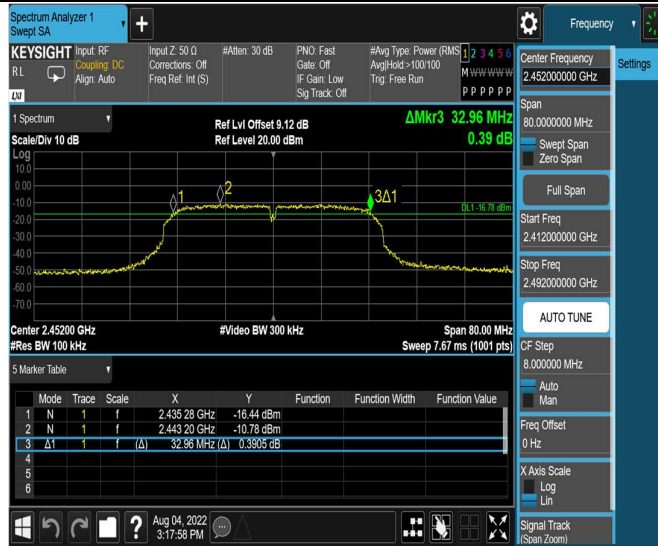 Spectrum Analyzer 1
Swept SA
+
Frequency
KEYSIGHT
RL
LXI
Input: RF
Coupling: DC
Align: Auto
Input Z: 50 Ω
Corrections: Off
Freq Ref: Int (S)
#Atten: 30 dB
PNO: Fast
Gate: Off
IF Gain: Low
Sig Track: Off
#Avg Type: Power (RMS
Avg|Hold:>100/100
Trig: Free Run
1 2 3 4 5 6
M W W W W W
P P P P P P
1 Spectrum
Scale/Div 10 dB
Ref Lvl Offset 9.12 dB
Ref Level 20.00 dBm
ΔMkr3 32.96 MHz
0.39 dB
Log
10.0
0.00
-10.0
-20.0
-30.0
-40.0
-50.0
-60.0
-70.0
1
2
3Δ1
DL1 -16.78 dBm
Center 2.45200 GHz
#Video BW 300 kHz
Span 80.00 MHz
#Res BW 100 kHz
Sweep 7.67 ms (1001 pts)
5 Marker Table
Mode Trace Scale X Y Function Function Width Function Value
1 N 1 f 2.435 28 GHz -16.44 dBm
2 N 1 f 2.443 20 GHz -10.78 dBm
3 Δ1 1 f (Δ) 32.96 MHz (Δ) 0.3905 dB
4
5
6
?
Aug 04, 2022
3:17:58 PM
Center Frequency
2.452000000 GHz
Settings
Span
80.0000000 MHz
Swept Span
Zero Span
Full Span
Start Freq
2.412000000 GHz
Stop Freq
2.492000000 GHz
AUTO TUNE
CF Step
8.000000 MHz
Auto
Man
Freq Offset
0 Hz
X Axis Scale
Log
Lin
Signal Track
(Span Zoom)